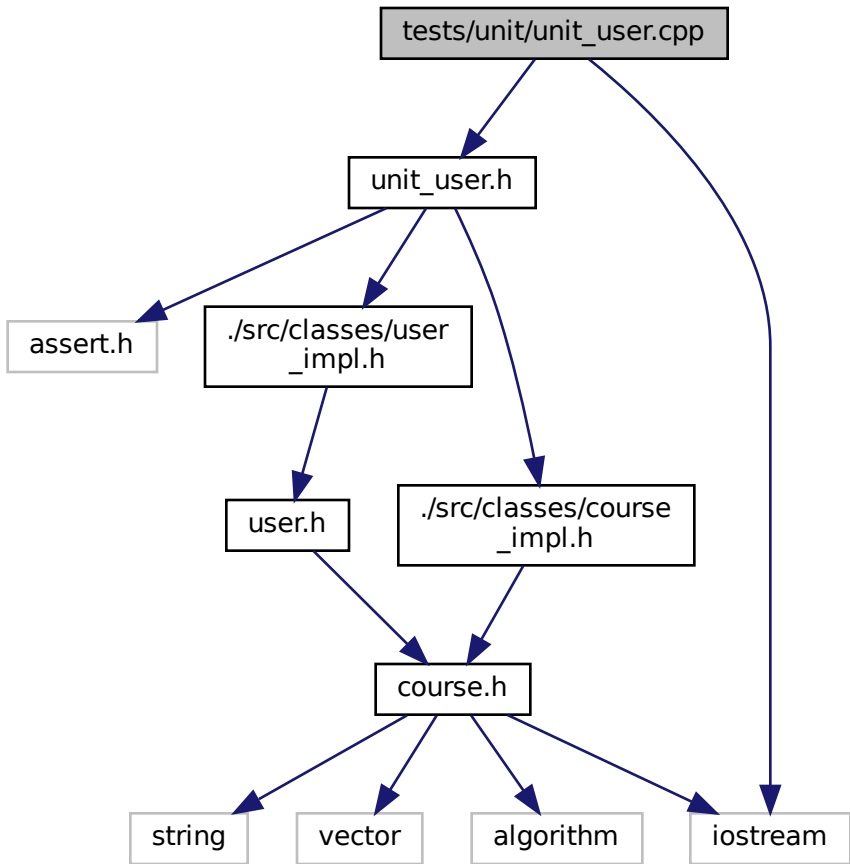 tests/unit/unit_user.cpp
unit_user.h
assert.h
./src/classes/user
_impl.h
user.h
./src/classes/course
_impl.h
course.h
string
vector
algorithm
iostream